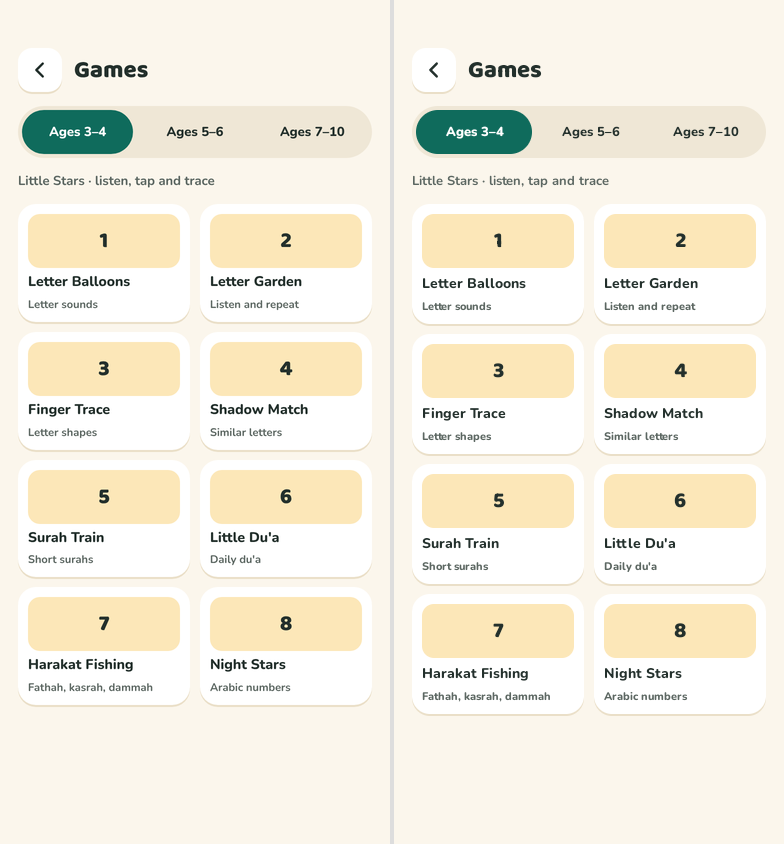 Games
Ages 3–4 Ages 5–6 Ages 7–10
Little Stars · listen, tap and trace
1 2
Letter Balloons Letter Garden
Letter sounds Listen and repeat
3 4
Finger Trace Shadow Match
Letter shapes Similar letters
5 6
Surah Train Little Du'a
Short surahs Daily du'a
7 8
Harakat Fishing Night Stars
Fathah, kasrah, dammah Arabic numbers
Games
Ages 3–4 Ages 5–6 Ages 7–10
Little Stars · listen, tap and trace
1 2
Letter Balloons Letter Garden
Letter sounds Listen and repeat
3 4
Finger Trace Shadow Match
Letter shapes Similar letters
5 6
Surah Train Little Du'a
Short surahs Daily du'a
7 8
Harakat Fishing Night Stars
Fathah, kasrah, dammah Arabic numbers